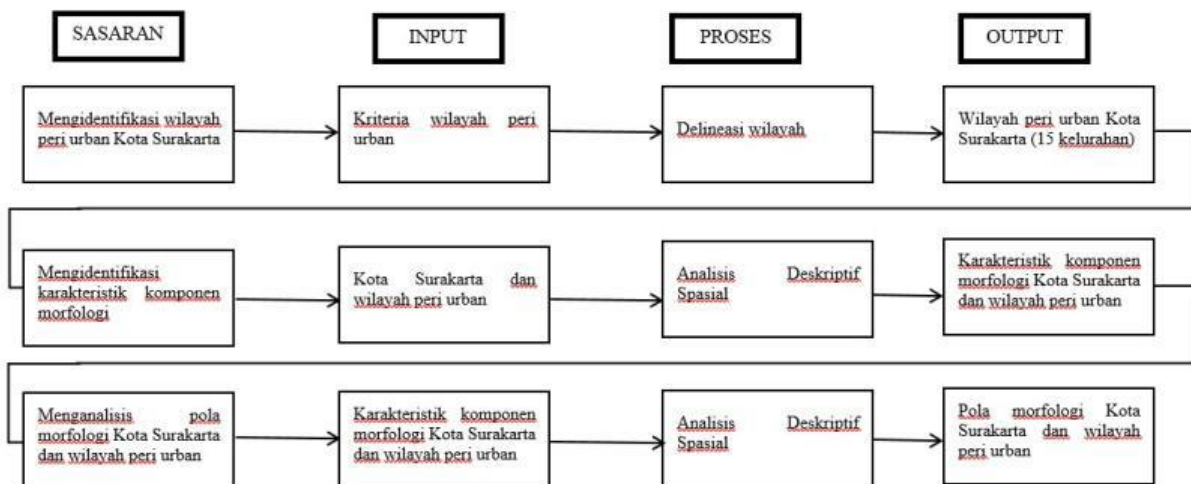 SASARAN
INPUT
PROSES
OUTPUT
Mengidentifikasi wilayah
peri urban Kota Surakarta
Kriteria wilayah peri
urban
Delineasi wilayah
Wilayah peri urban Kota
Surakarta (15 kelurahan)
Mengidentifikasi
karakteristik komponen
morfologi
Kota Surakarta dan
wilayah peri urban
Analisis Deskriptif
Spasial
Karakteristik komponen
morfologi Kota Surakarta
dan wilayah peri urban
Menganalisis pola
morfologi Kota Surakarta
dan wilayah peri urban
Karakteristik komponen
morfologi Kota Surakarta
dan wilayah peri urban
Analisis Deskriptif
Spasial
Pola morfologi Kota
Surakarta dan wilayah
peri urban